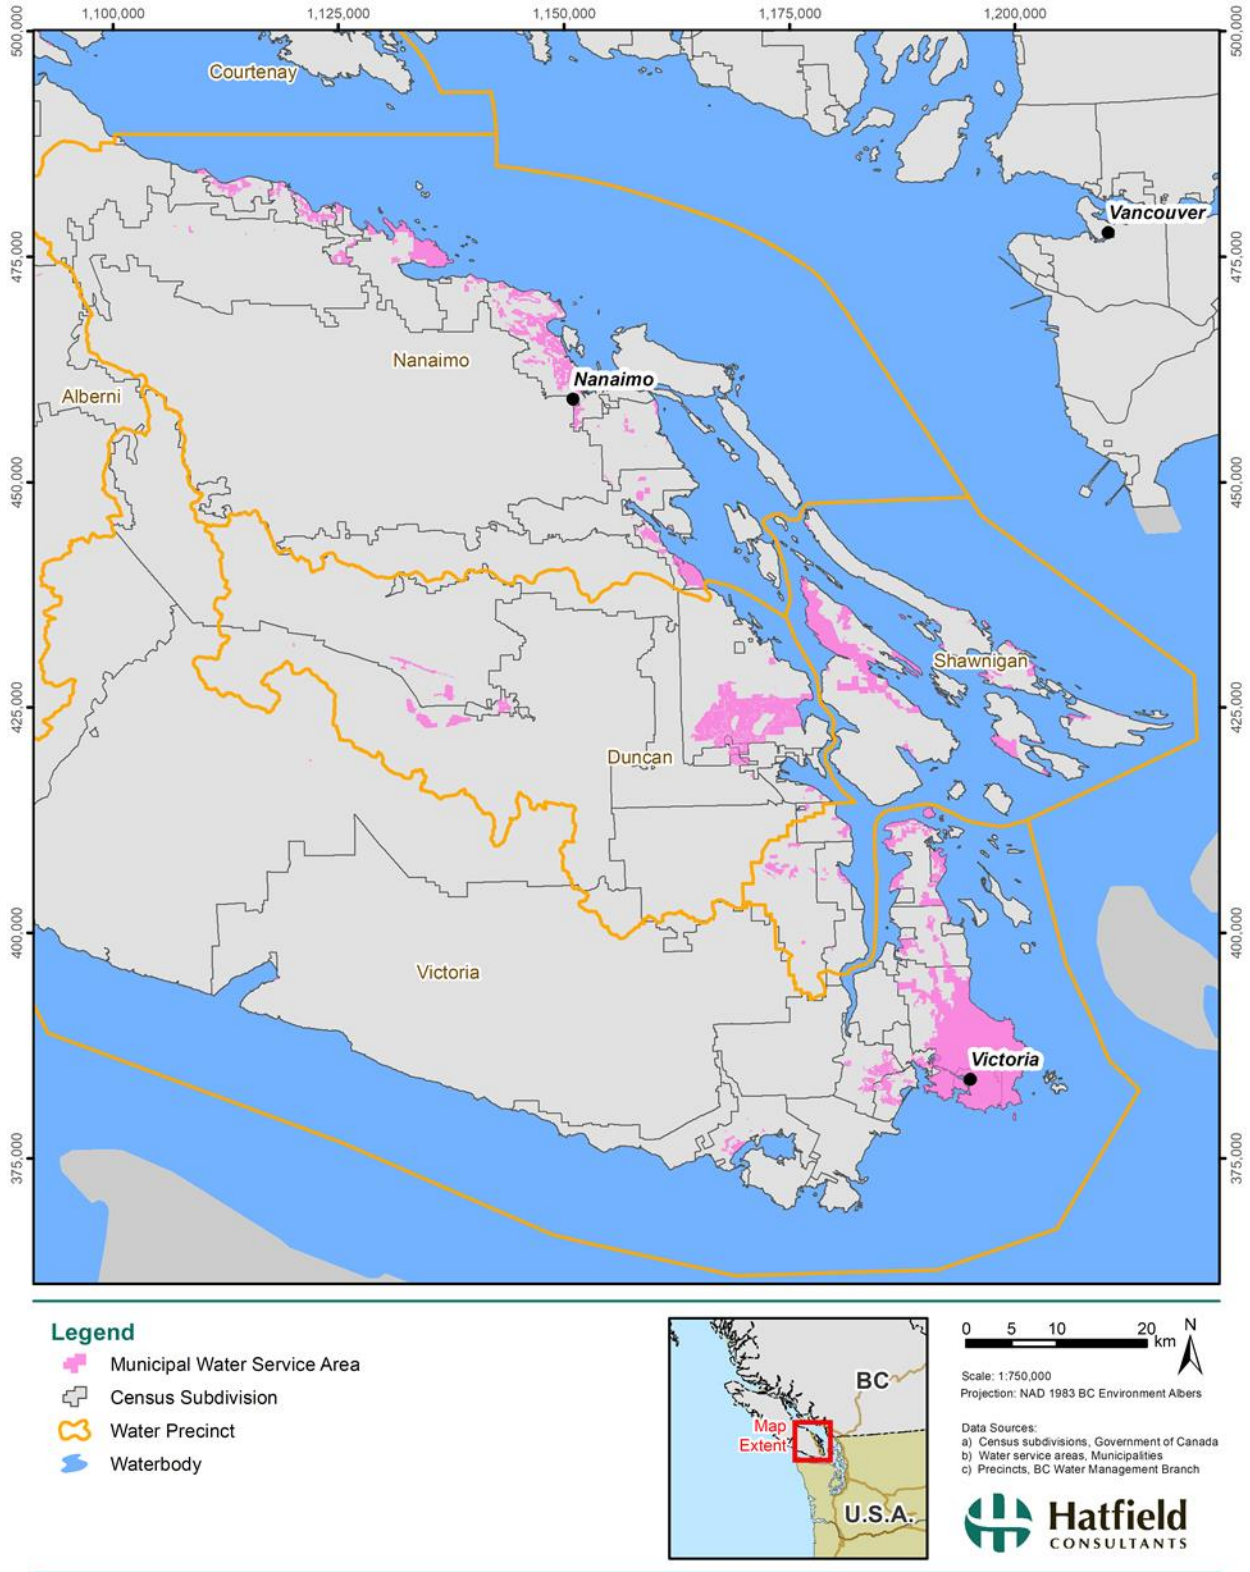 1,100,000 1,125,000 1,150,000 1,175,000 1,200,000
500,000 500,000
Courtenay
Vancouver
475,000 475,000
Nanaimo
Nanaimo
Alberni
450,000 450,000
Shawnigan
425,000 425,000
Duncan
400,000 400,000
Victoria
Victoria
375,000 375,000
Legend
Municipal Water Service Area
Census Subdivision
Water Precinct
Waterbody
BC
Map
Extent
U.S.A.
0 5 10 20
km
N
Scale: 1:750,000
Projection: NAD 1983 BC Environment Albers
Data Sources:
a) Census subdivisions, Government of Canada
b) Water service areas, Municipalities
c) Precincts, BC Water Management Branch
Hatfield
CONSULTANTS